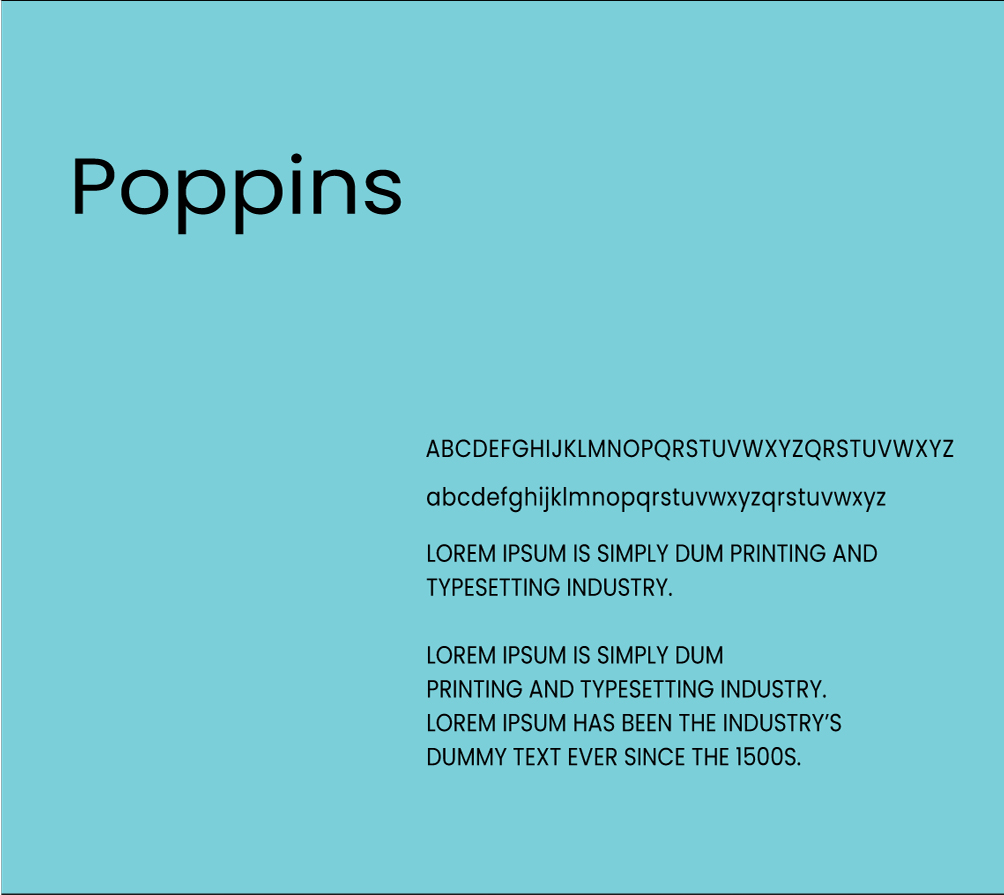 Poppins
ABCDEFGHIJKLMNOPQRSTUVWXYZQRSTUVWXYZ
abcdefghijklmnopqrstuvwxyzqrstuvwxyz
LOREM IPSUM IS SIMPLY DUM PRINTING AND
TYPESETTING INDUSTRY.
LOREM IPSUM IS SIMPLY DUM
PRINTING AND TYPESETTING INDUSTRY.
LOREM IPSUM HAS BEEN THE INDUSTRY’S
DUMMY TEXT EVER SINCE THE 1500S.